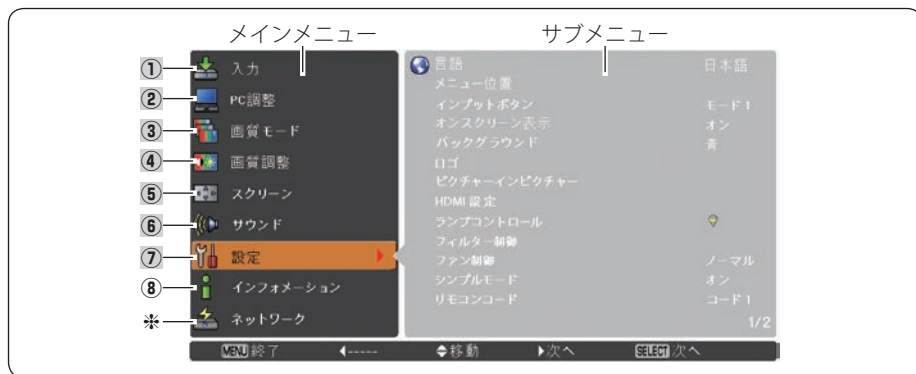 メインメニュー
サブメニュー
① 入力
② PC調整
③ 画質モード
④ 画質調整
⑤ スクリーン
⑥ サウンド
⑦ 設定
⑧ インフォメーション
※ ネットワーク
言語 日本語
メニュー位置
インプットボタン モード1
オンスクリーン表示 オン
バックグラウンド 青
ロゴ
ピクチャーインピクチャー
HDMI設定
ランプコントロール
フィルター制御
ファン制御 ノーマル
シンプルモード オン
リモコンコード コード1
1/2
MENU 終了 ----- 移動 次へ SELECT 次へ